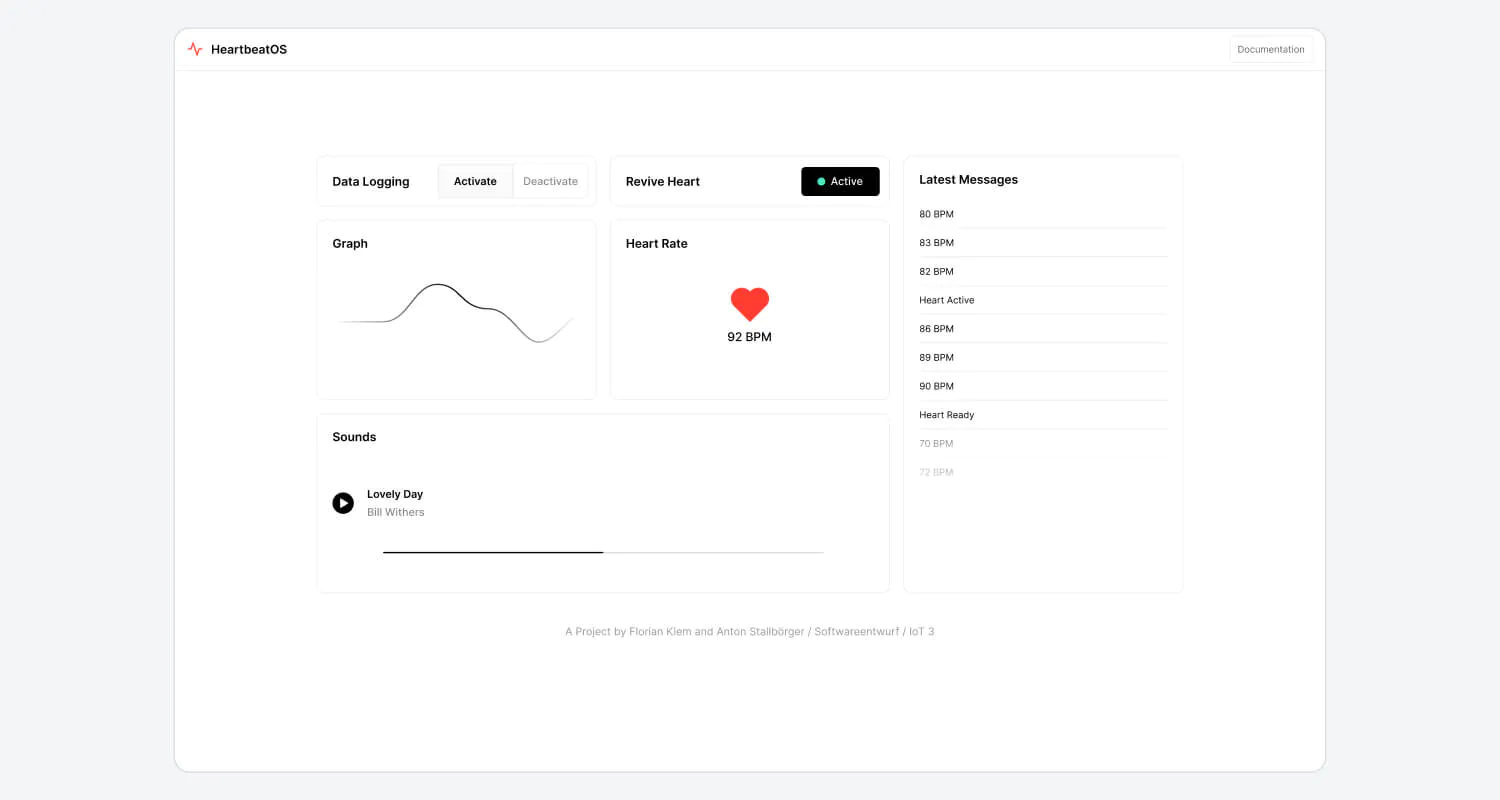 HeartbeatOS
Documentation
Data Logging
Activate
Deactivate
Revive Heart
Active
Graph
Heart Rate
92 BPM
Sounds
Lovely Day
Bill Withers
Latest Messages
80 BPM
83 BPM
82 BPM
Heart Active
86 BPM
89 BPM
90 BPM
Heart Ready
70 BPM
72 BPM
A Project by Florian Klem and Anton Stallbörger / Softwareentwurf / IoT 3